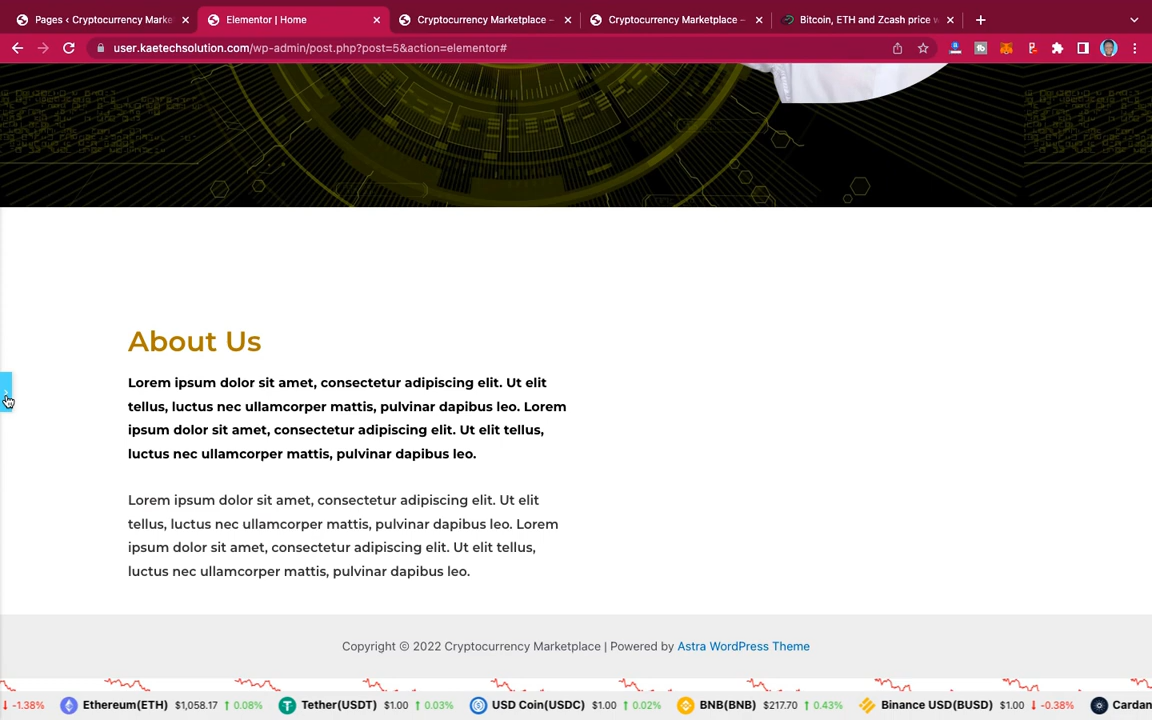 Pages ‹ Cryptocurrency Marke
Elementor | Home
Cryptocurrency Marketplace –
Cryptocurrency Marketplace –
Bitcoin, ETH and Zcash price w
user.kaetechsolution.com/wp-admin/post.php?post=5&action=elementor#
About Us
Lorem ipsum dolor sit amet, consectetur adipiscing elit. Ut elit
tellus, luctus nec ullamcorper mattis, pulvinar dapibus leo. Lorem
ipsum dolor sit amet, consectetur adipiscing elit. Ut elit tellus,
luctus nec ullamcorper mattis, pulvinar dapibus leo.
Lorem ipsum dolor sit amet, consectetur adipiscing elit. Ut elit
tellus, luctus nec ullamcorper mattis, pulvinar dapibus leo. Lorem
ipsum dolor sit amet, consectetur adipiscing elit. Ut elit tellus,
luctus nec ullamcorper mattis, pulvinar dapibus leo.
Copyright © 2022 Cryptocurrency Marketplace | Powered by Astra WordPress Theme
-1.38% Ethereum(ETH) $1,058.17 0.08% Tether(USDT) $1.00 0.03% USD Coin(USDC) $1.00 0.02% BNB(BNB) $217.70 0.43% Binance USD(BUSD) $1.00 -0.38% Cardan